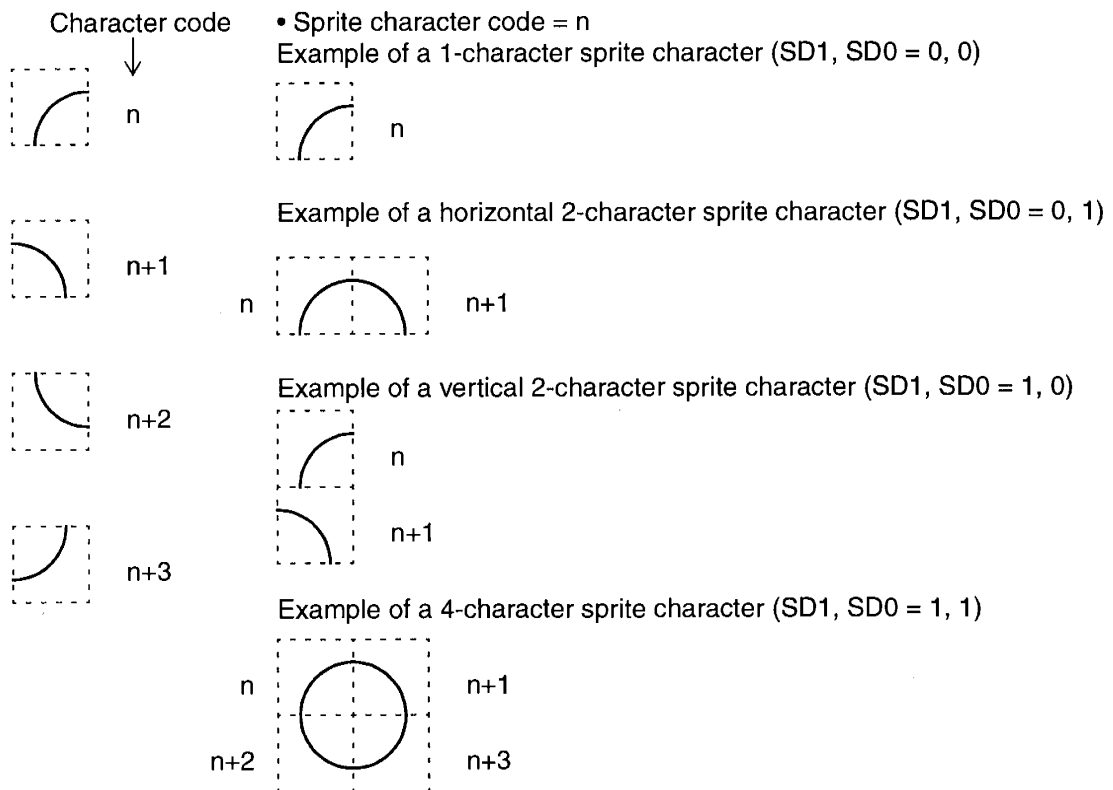 Character code
n
n+1
n+2
n+3
• Sprite character code = n
Example of a 1-character sprite character (SD1, SD0 = 0, 0)
n
Example of a horizontal 2-character sprite character (SD1, SD0 = 0, 1)
n n+1
Example of a vertical 2-character sprite character (SD1, SD0 = 1, 0)
n
n+1
Example of a 4-character sprite character (SD1, SD0 = 1, 1)
n n+1
n+2 n+3